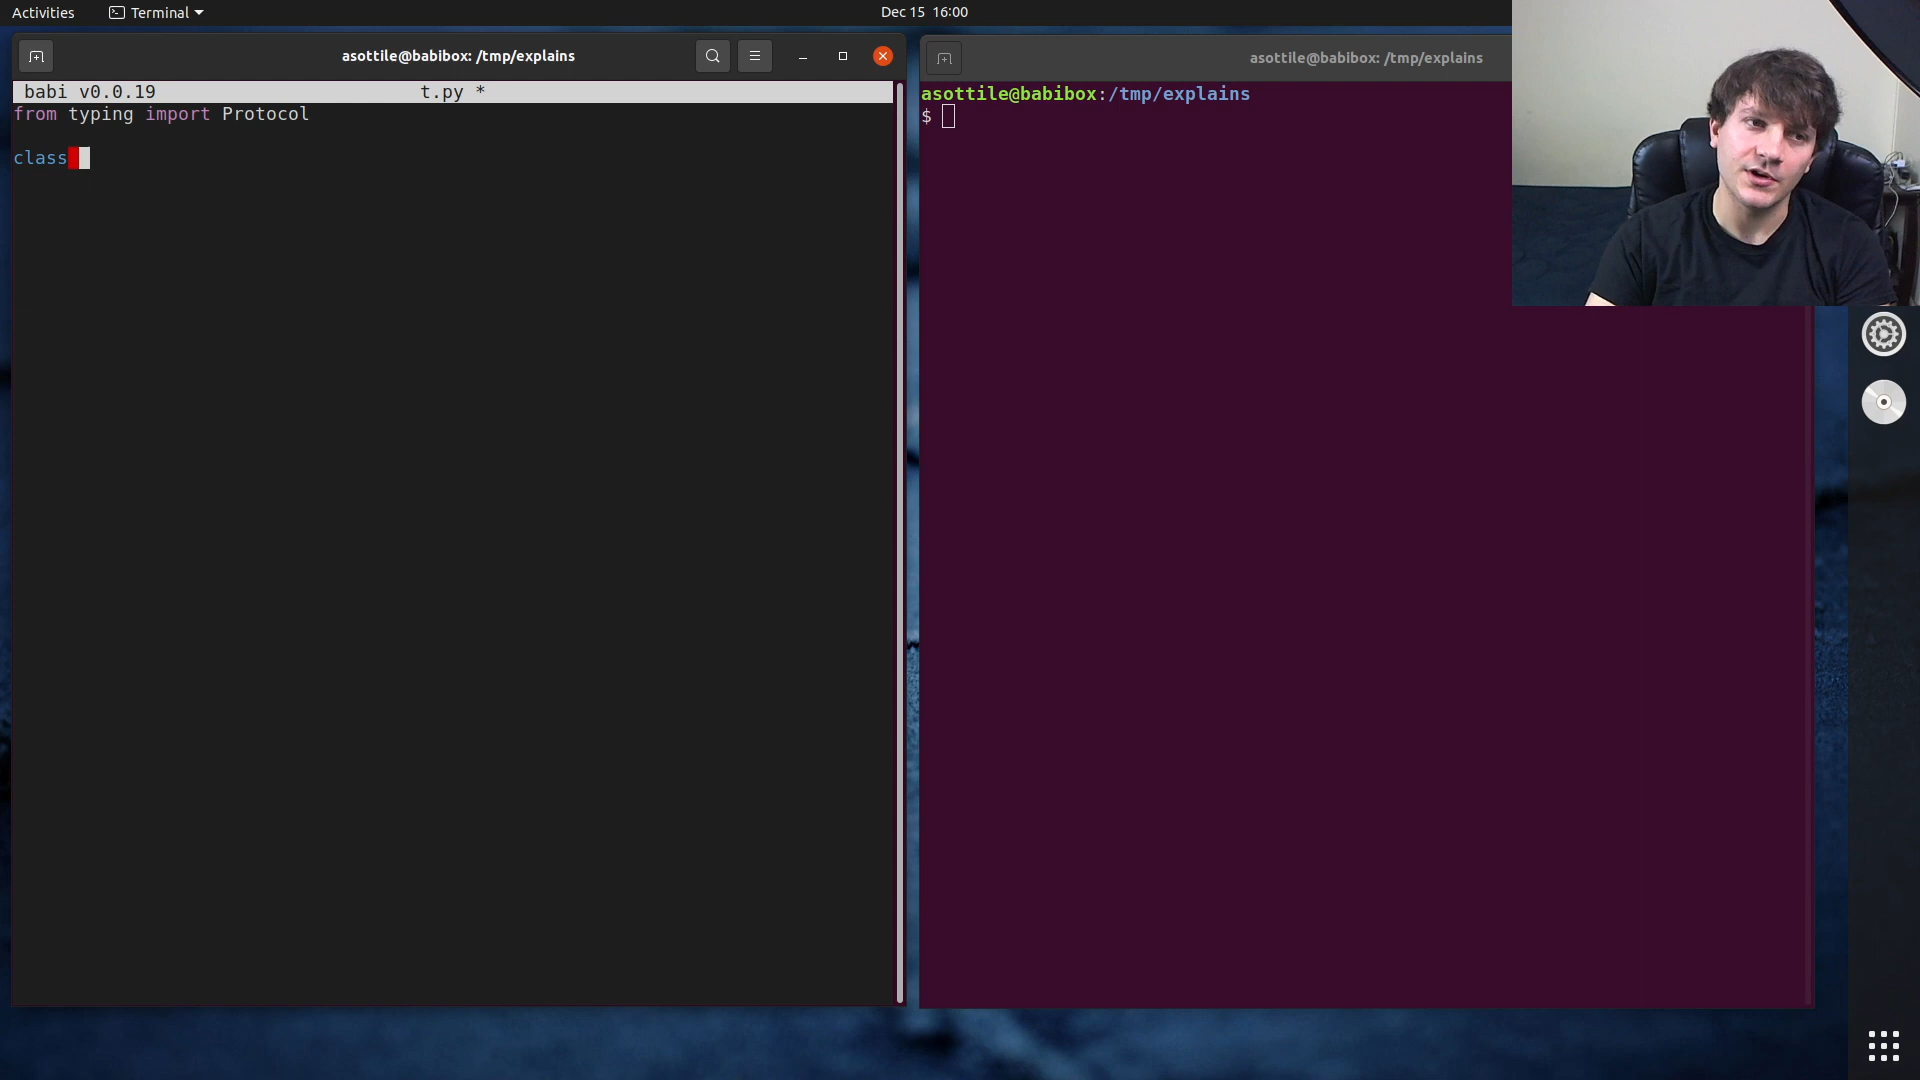 Activities
Terminal
Dec 15 16:00
asottile@babibox: /tmp/explains
babi v0.0.19 t.py *
from typing import Protocol
class
asottile@babibox: /tmp/explains
asottile@babibox:/tmp/explains
$